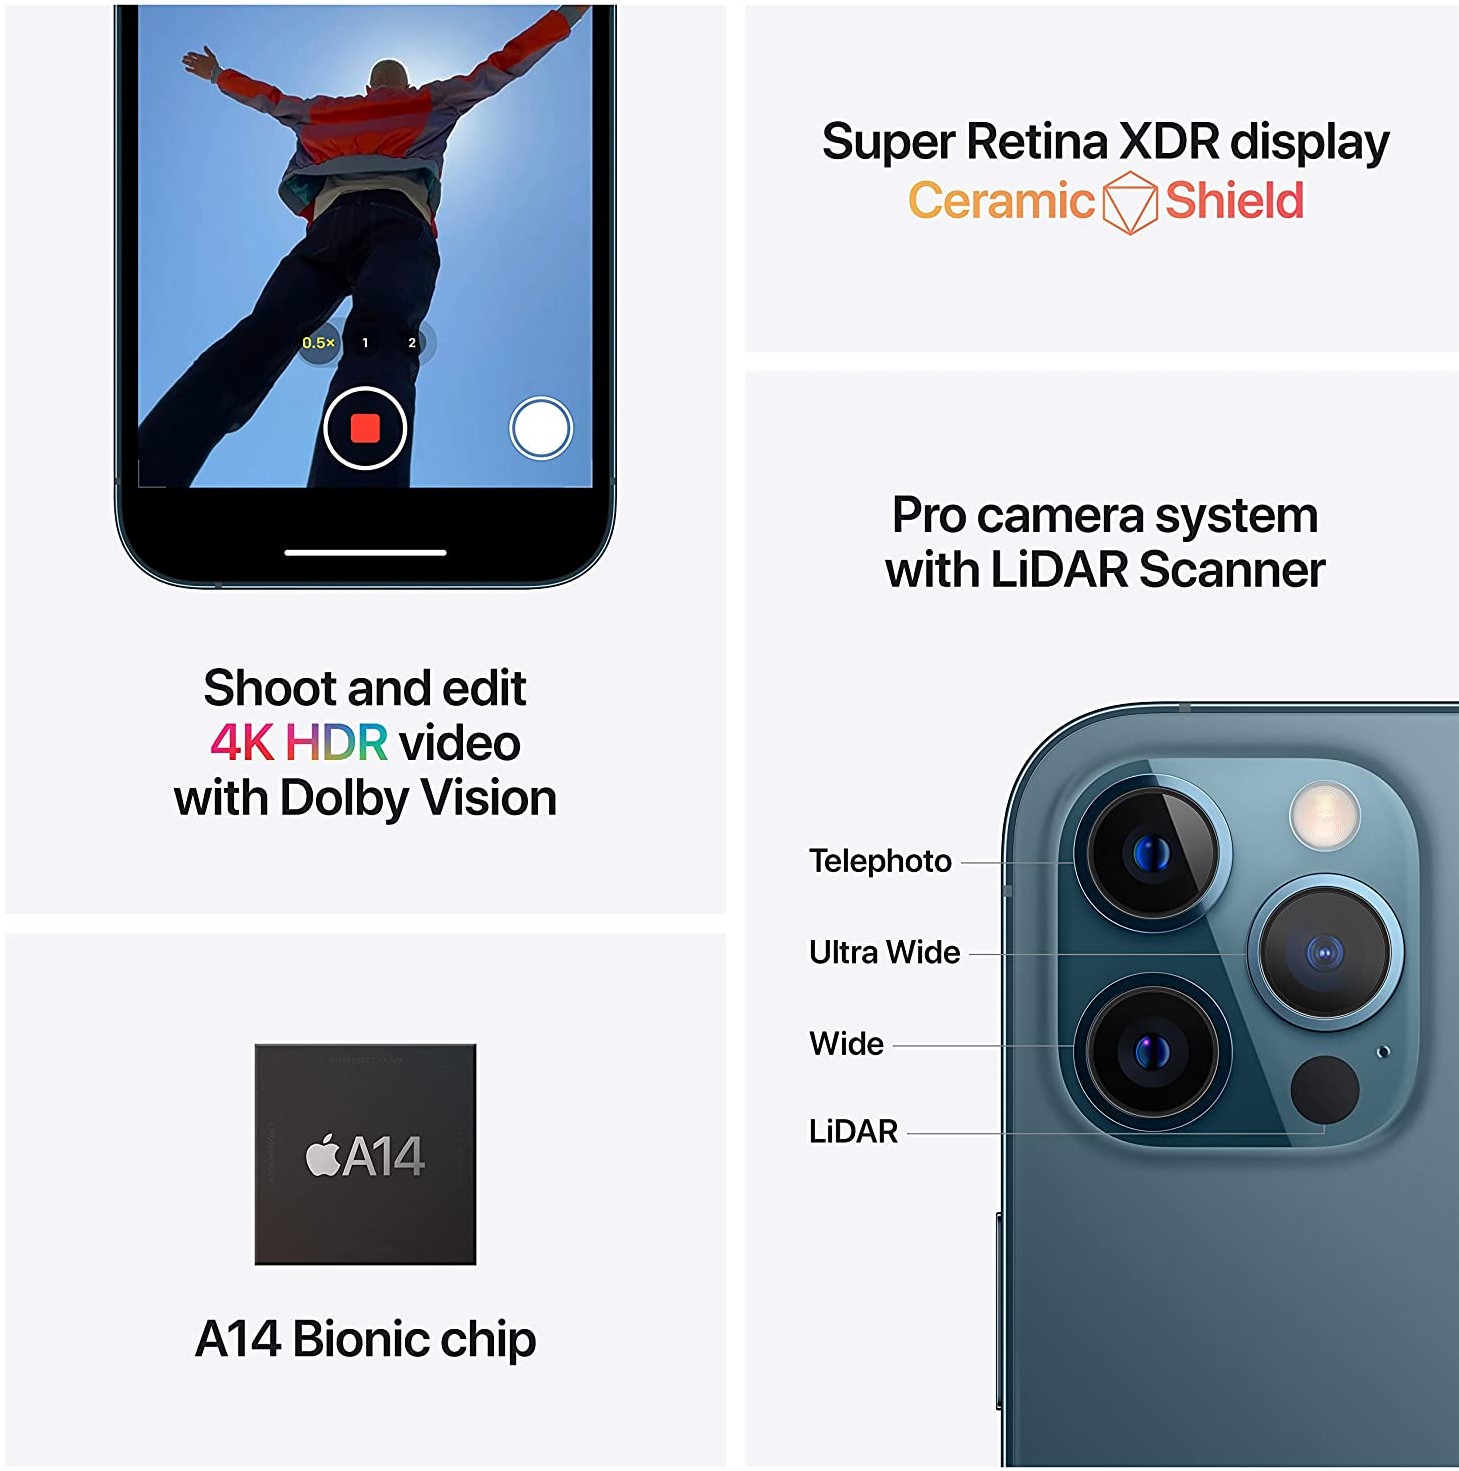 0.5× 1 2
Shoot and edit
4K HDR video
with Dolby Vision
A14
A14 Bionic chip
Super Retina XDR display
Ceramic Shield
Pro camera system
with LiDAR Scanner
Telephoto
Ultra Wide
Wide
LiDAR